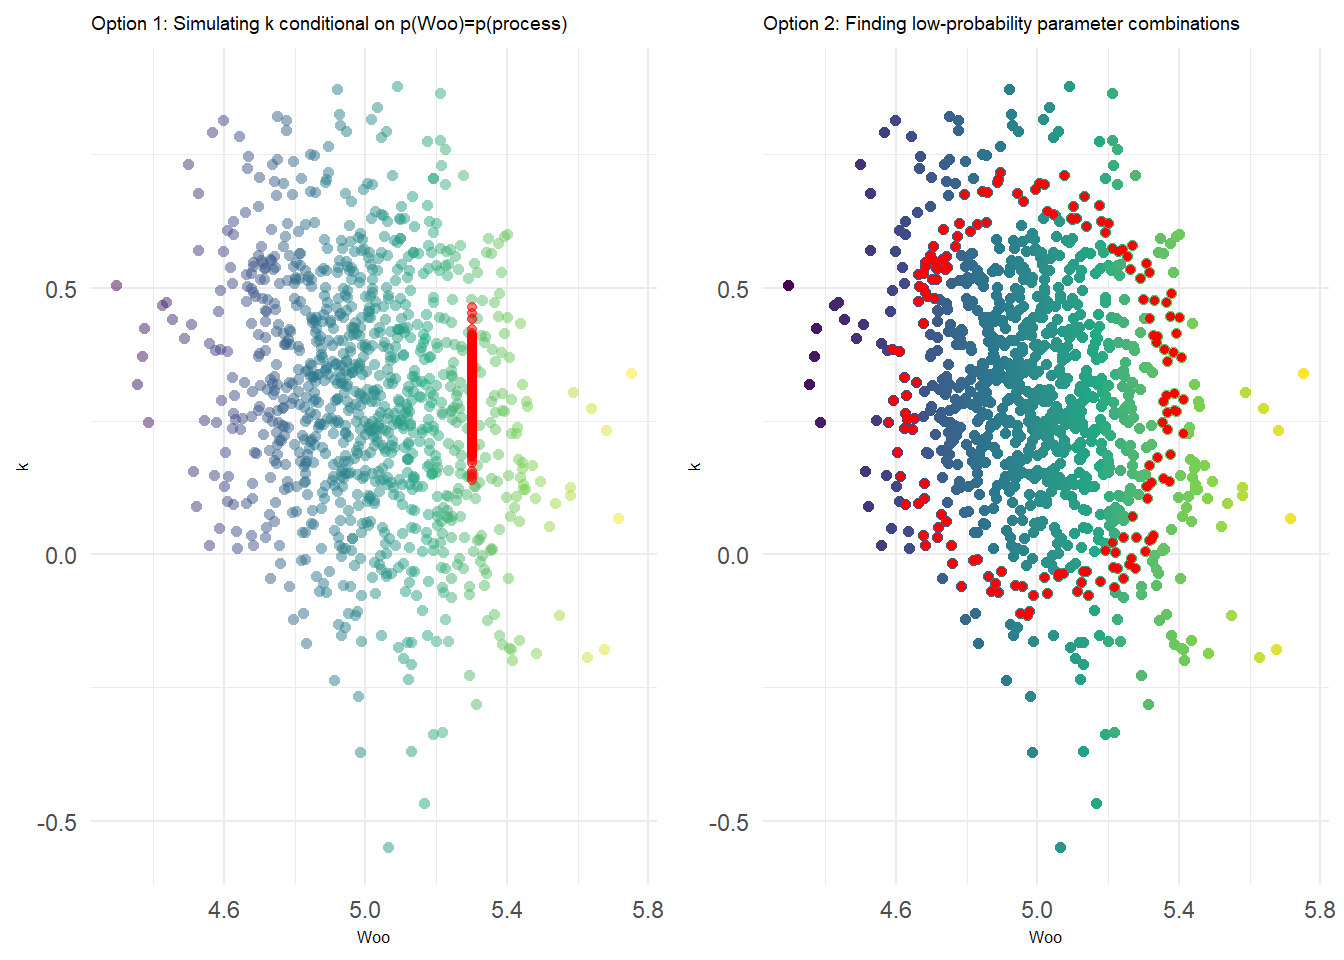 Option 1: Simulating k conditional on p(Woo)=p(process)
k
0.5
0.0
-0.5
4.6 5.0 5.4 5.8
Woo
Option 2: Finding low-probability parameter combinations
k
0.5
0.0
-0.5
4.6 5.0 5.4 5.8
Woo